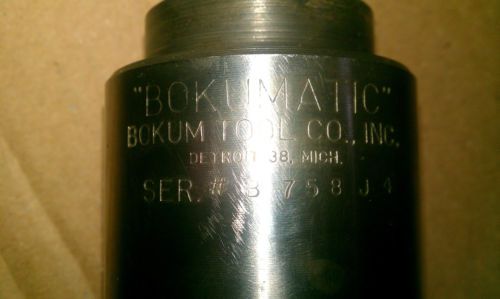 "BOKUMATIC"
BOKUM TOOL CO., INC.
DETROIT 38, MICH.
SER. # B 758 J 4